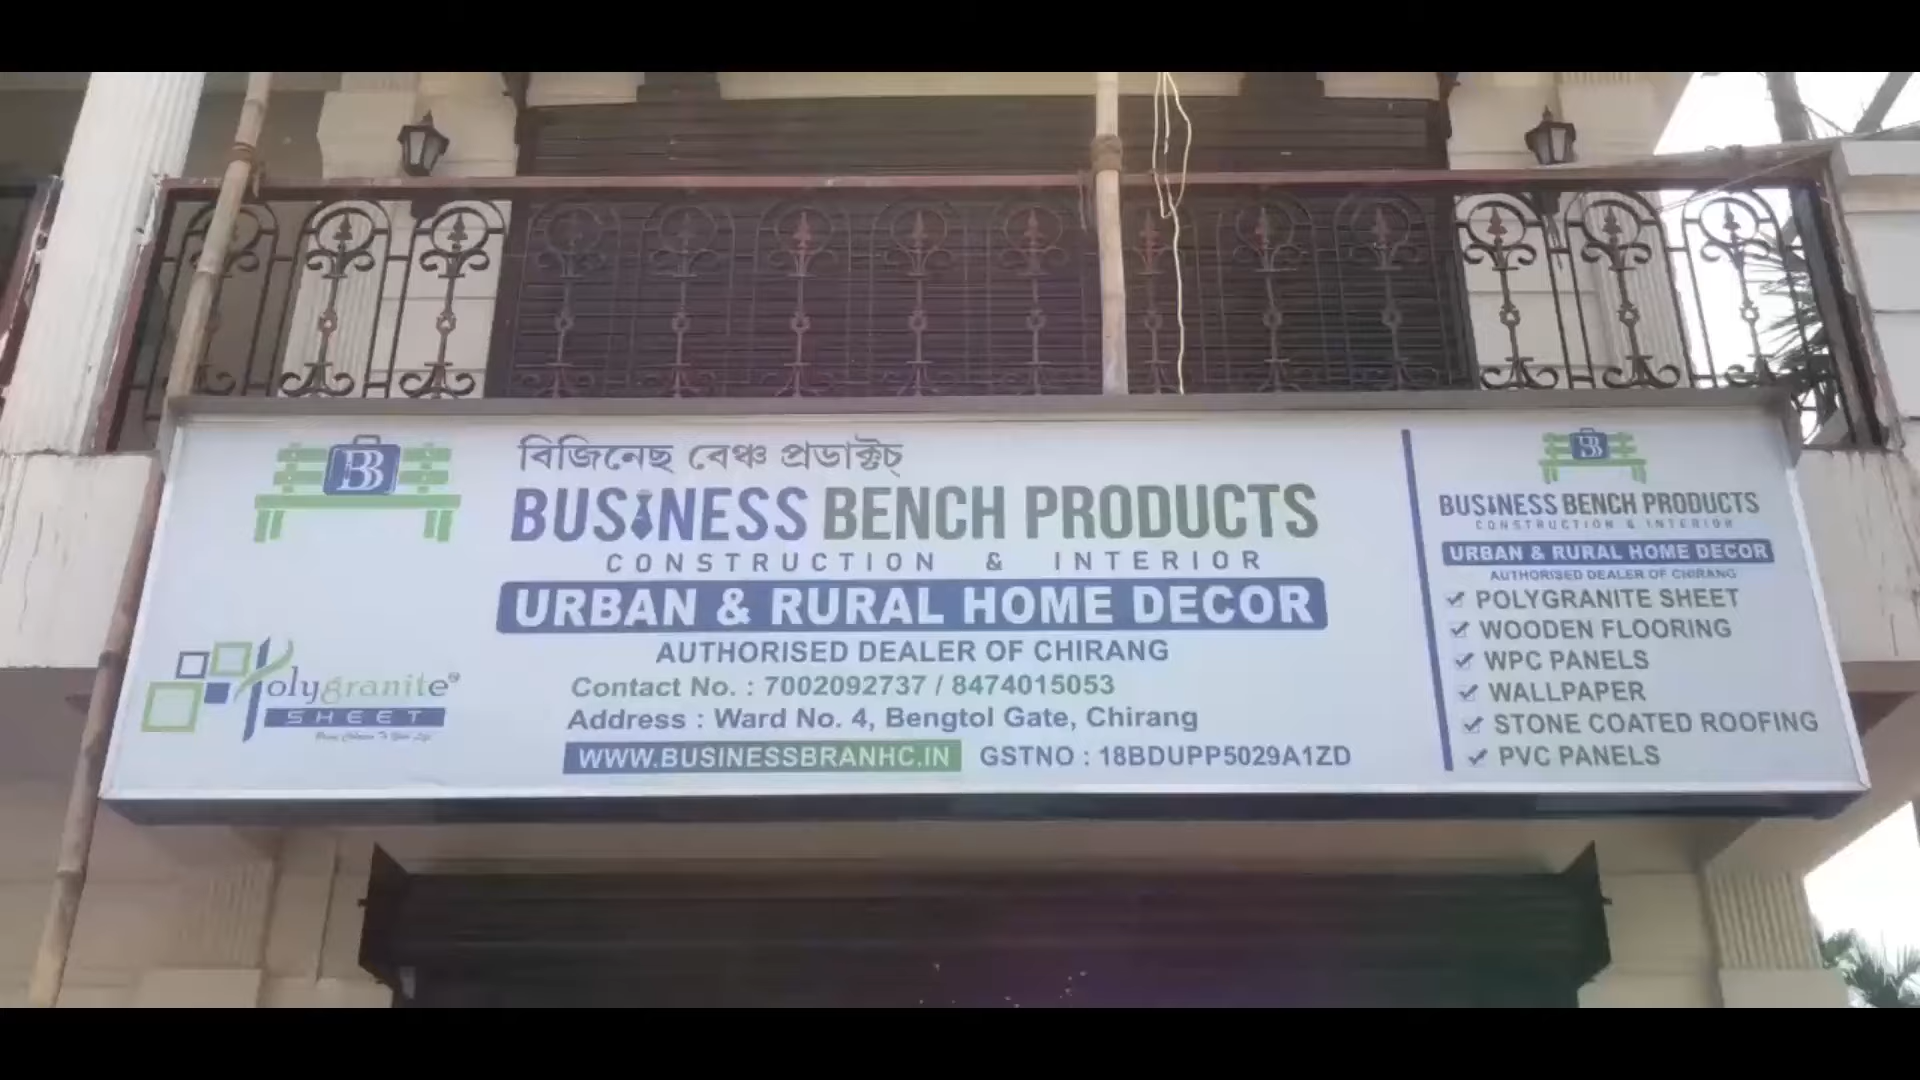 BB
বিজিনেছ বেঞ্চ প্ৰডাক্টচ্
BUSINESS BENCH PRODUCTS
CONSTRUCTION & INTERIOR
URBAN & RURAL HOME DECOR
AUTHORISED DEALER OF CHIRANG
Contact No. : 7002092737 / 8474015053
Address : Ward No. 4, Bengtol Gate, Chirang
WWW.BUSINESSBRANHC.IN GSTNO : 18BDUPP5029A1ZD
Polygranite
SHEET
BB
BUSINESS BENCH PRODUCTS
CONSTRUCTION & INTERIOR
URBAN & RURAL HOME DECOR
AUTHORISED DEALER OF CHIRANG
POLYGRANITE SHEET
WOODEN FLOORING
WPC PANELS
WALLPAPER
STONE COATED ROOFING
PVC PANELS